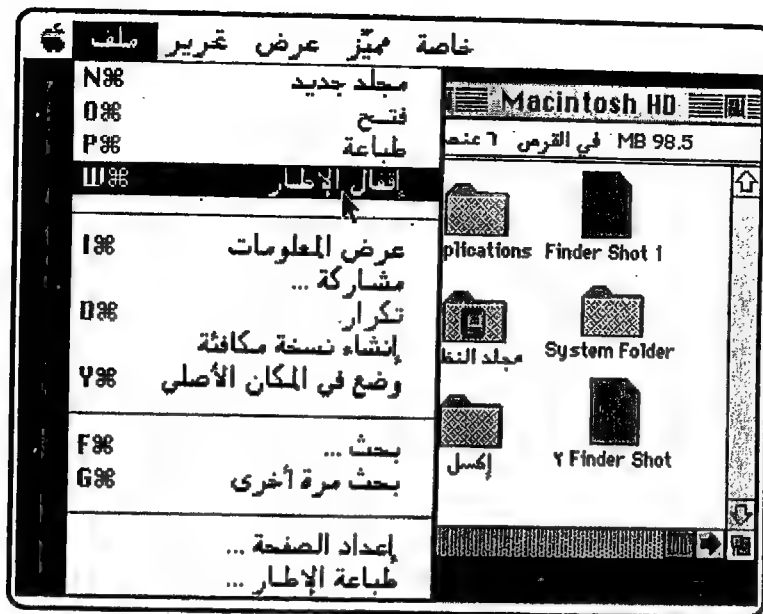 ملف تحرير عرض مميّز خاصة
مجلد جديد ⌘N
فتح ⌘O
طباعة ⌘P
إقفال الإطار ⌘W
عرض المعلومات ⌘I
مشاركة ...
تكرار ⌘D
إنشاء نسخة مكافئة
وضع في المكان الأصلي ⌘Y
بحث ... ⌘F
بحث مرة أخرى ⌘G
إعداد الصفحة ...
طباعة الإطار ...
Macintosh HD
98.5 MB في القرص ٦
Finder Shot 1
System Folder
مجلد
Finder Shot ٢
إكسل